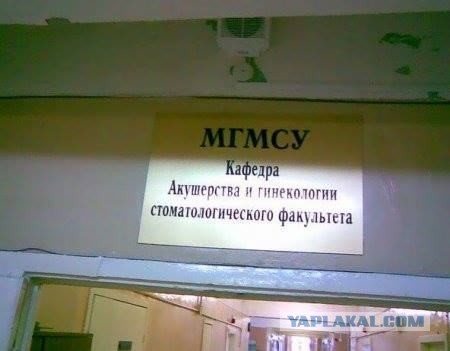 МГМСУ
Кафедра
Акушерства и гинекологии
стоматологического факультета
YAPLAKAL.COM